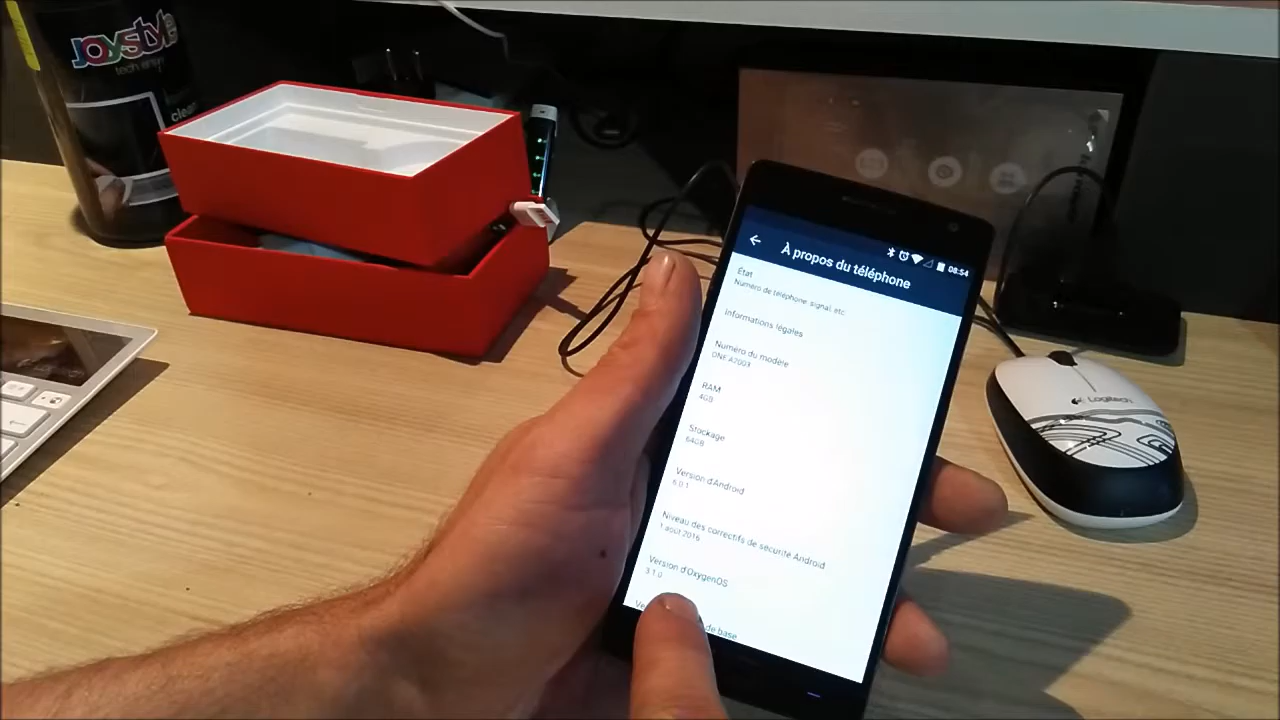 JOYSTYLE
tech
clean
08:54
À propos du téléphone
État
Numéro de téléphone, signal, etc.
Informations légales
Numéro du modèle
ONE A2003
RAM
4GB
Stockage
64GB
Version d'Android
6.0.1
Niveau des correctifs de sécurité Android
1 août 2016
Version d'OxygenOS
3.1.0
de base
Logitech